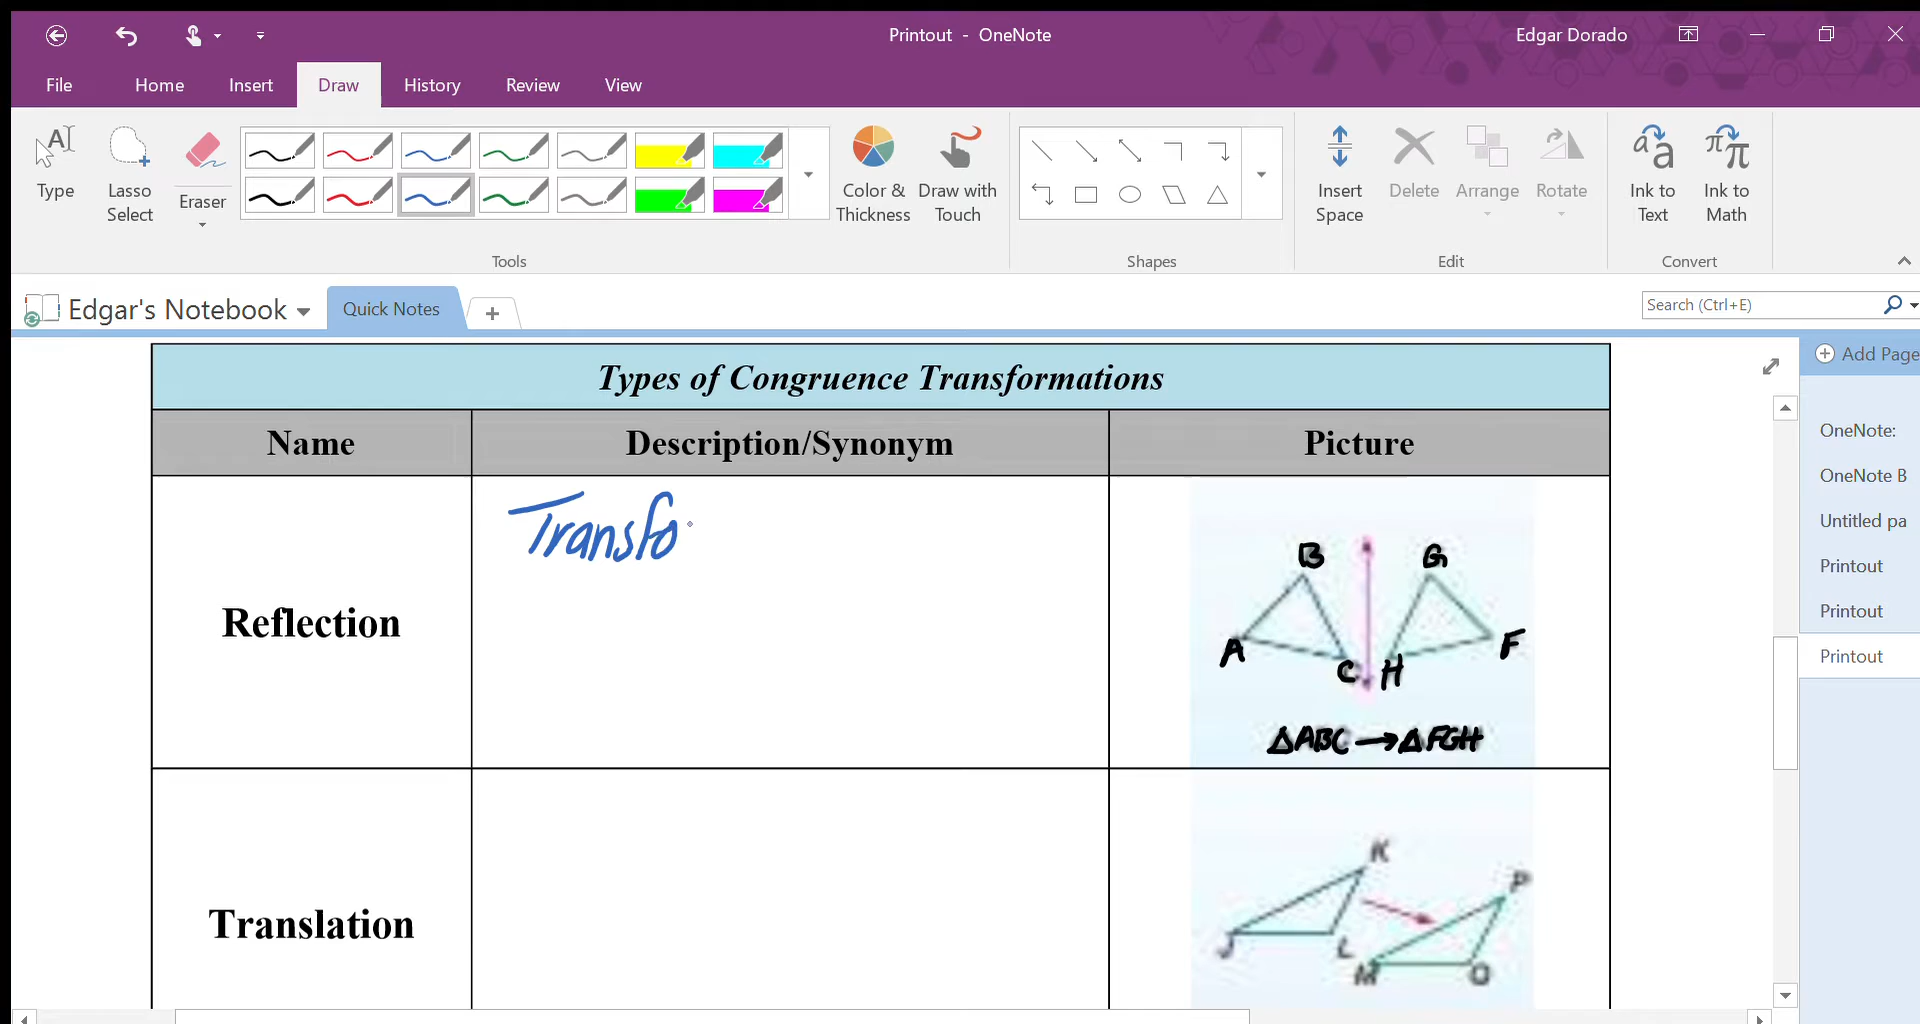 Printout - OneNote
Edgar Dorado
File
Home
Insert
Draw
History
Review
View
Type
Lasso
Select
Eraser
Color &
Thickness
Draw with
Touch
Insert
Space
Delete
Arrange
Rotate
Ink to
Text
Ink to
Math
Tools
Shapes
Edit
Convert
Edgar's Notebook
Quick Notes
Search (Ctrl+E)
Add Page
OneNote:
OneNote B
Untitled pa
Printout
Printout
Printout
Types of Congruence Transformations
Name
Description/Synonym
Picture
Reflection
Transfo
B
G
A
C
H
F
△ABC → △FGH
Translation
K
P
J
L
M
O